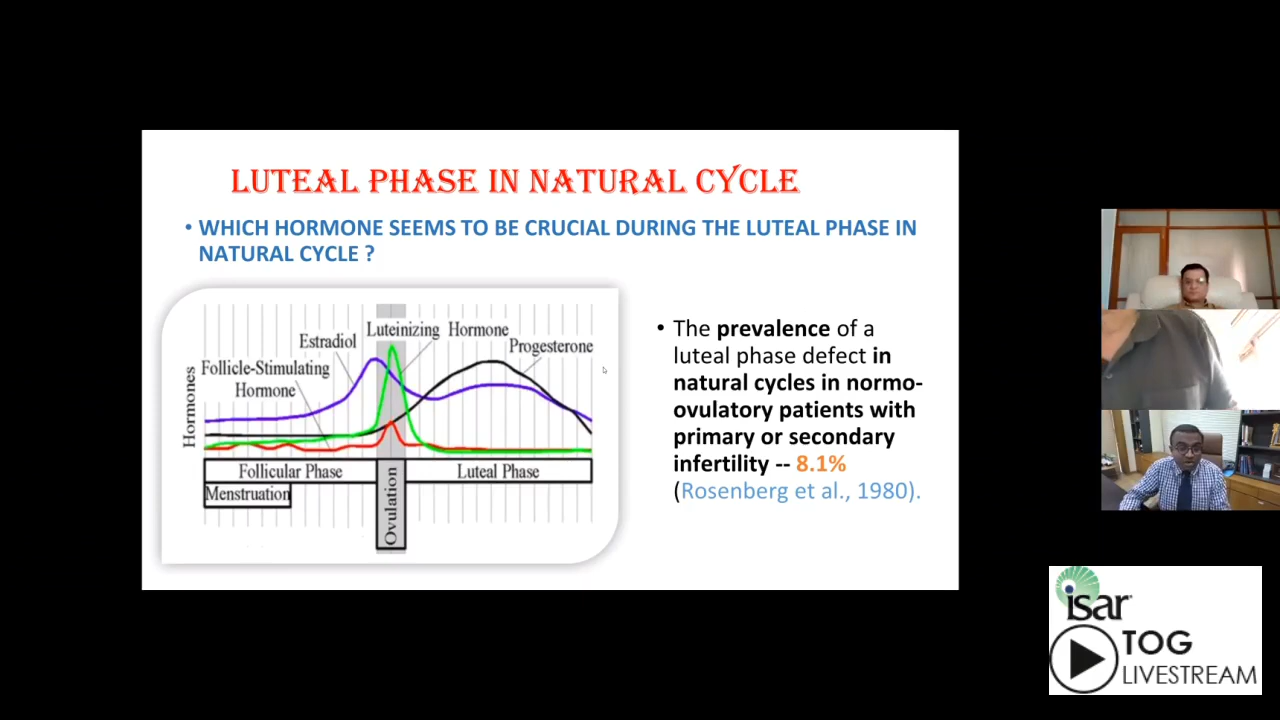 LUTEAL PHASE IN NATURAL CYCLE
• WHICH HORMONE SEEMS TO BE CRUCIAL DURING THE LUTEAL PHASE IN
NATURAL CYCLE ?
Luteinizing Hormone
Estradiol
Progesterone
Follicle-Stimulating
Hormone
Hormones
Follicular Phase
Luteal Phase
Menstruation
Ovulation
• The prevalence of a
luteal phase defect in
natural cycles in normo-
ovulatory patients with
primary or secondary
infertility -- 8.1%
(Rosenberg et al., 1980).
isar
TOG
LIVESTREAM